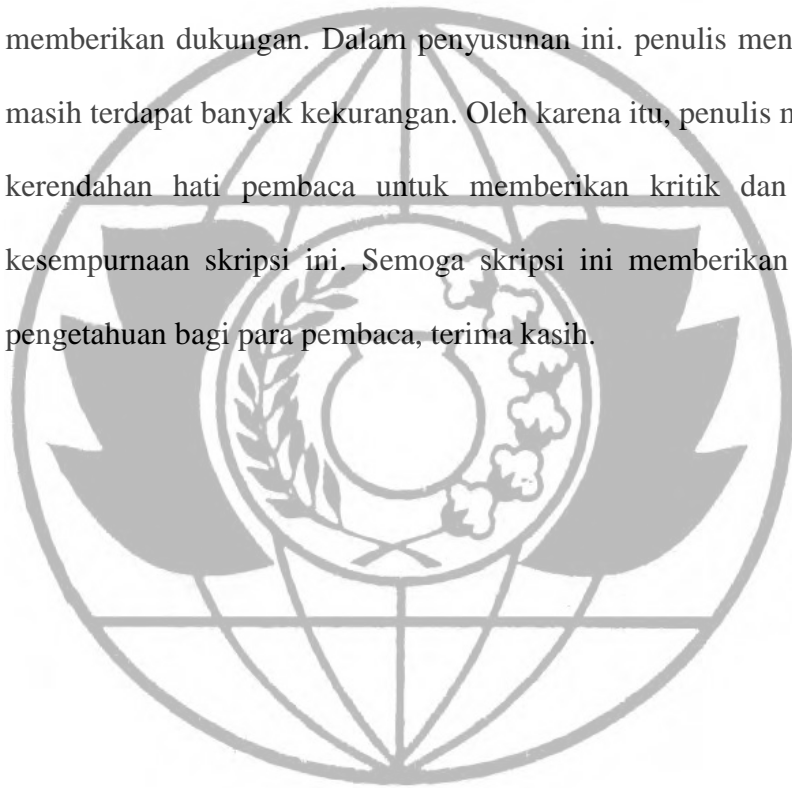 memberikan dukungan. Dalam penyusunan ini. penulis men
masih terdapat banyak kekurangan. Oleh karena itu, penulis
kerendahan hati pembaca untuk memberikan kritik dan
kesempurnaan skripsi ini. Semoga skripsi ini memberikan
pengetahuan bagi para pembaca, terima kasih.